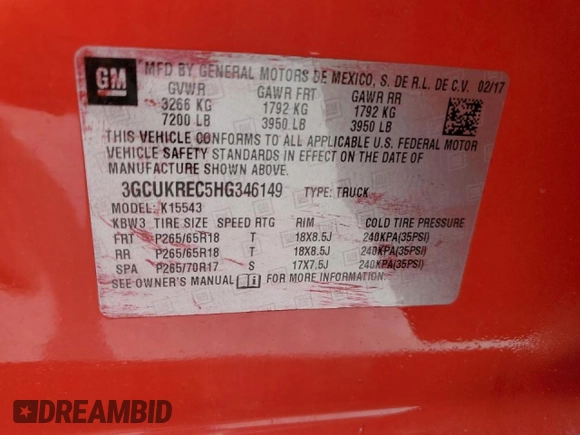 GM
MFD BY GENERAL MOTORS DE MEXICO, S. DE R.L. DE C.V. 02/17
GVWR GAWR FRT GAWR RR
3266 KG 1792 KG 1792 KG
7200 LB 3950 LB 3950 LB
THIS VEHICLE CONFORMS TO ALL APPLICABLE U.S. FEDERAL MOTOR
VEHICLE SAFETY STANDARDS IN EFFECT ON THE DATE OF
MANUFACTURE SHOWN ABOVE.
3GCUKREC5HG346149 TYPE: TRUCK
MODEL: K15543
XBW3 TIRE SIZE SPEED RTG RIM COLD TIRE PRESSURE
FRT P265/65R18 T 18X8.5J 240KPA(35PSI)
RR P265/65R18 T 18X8.5J 240KPA(35PSI)
SPA P265/70R17 S 17X7.5J 240KPA(35PSI)
SEE OWNER'S MANUAL FOR MORE INFORMATION.
DREAMBID